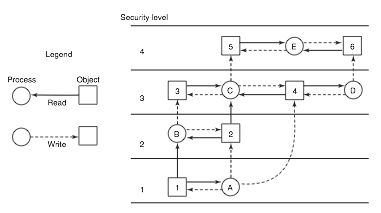 Security level
Legend
Process Object
Read
Write
4
5 E 6
3
3 C 4 D
2
B 2
1
1 A